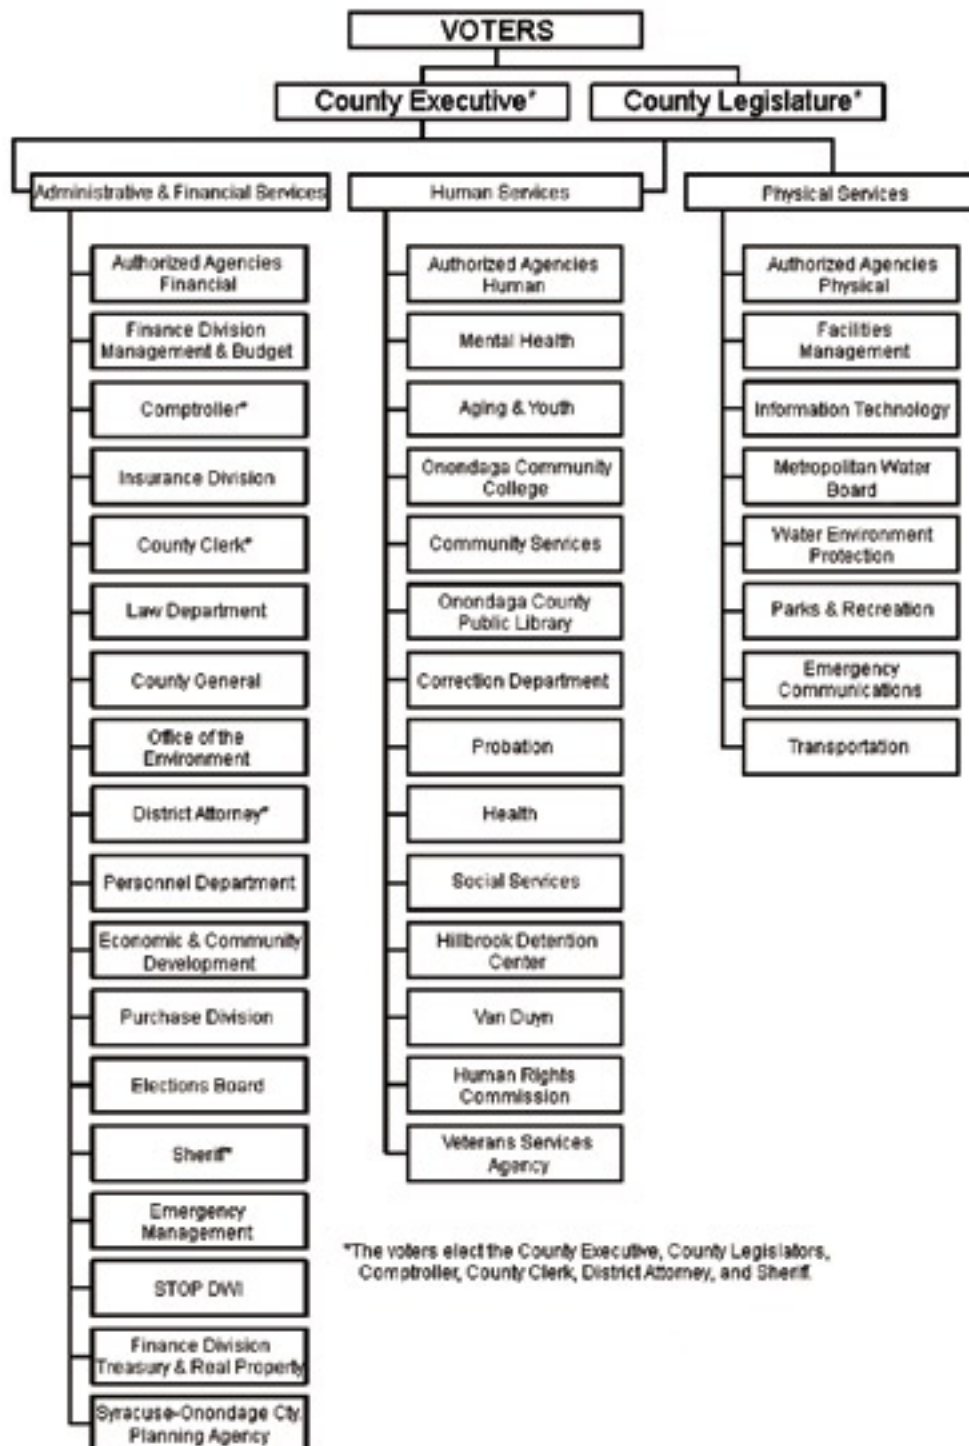 VOTERS
County Executive*
County Legislature*
Administrative & Financial Services
Authorized Agencies
Financial
Finance Division
Management & Budget
Comptroller*
Insurance Division
County Clerk*
Law Department
County General
Office of the
Environment
District Attorney*
Personnel Department
Economic & Community
Development
Purchase Division
Elections Board
Sheriff*
Emergency
Management
STOP DWI
Finance Division
Treasury & Real Property
Syracuse-Onondage Cty.
Planning Agency
Human Services
Authorized Agencies
Human
Mental Health
Aging & Youth
Onondaga Community
College
Community Services
Onondaga County
Public Library
Correction Department
Probation
Health
Social Services
Hillbrook Detention
Center
Van Duyn
Human Rights
Commission
Veterans Services
Agency
Physical Services
Authorized Agencies
Physical
Facilities
Management
Information Technology
Metropolitan Water
Board
Water Environment
Protection
Parks & Recreation
Emergency
Communications
Transportation
*The voters elect the County Executive, County Legislators,
Comptroller, County Clerk, District Attorney, and Sheriff.